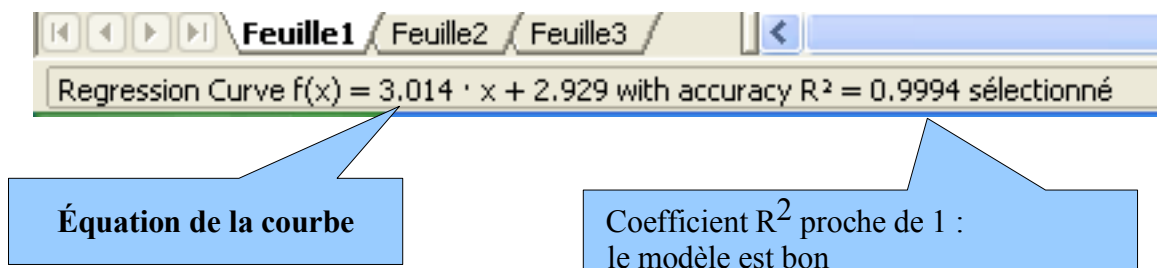 Feuille1 Feuille2 Feuille3
Regression Curve f(x) = 3.014 · x + 2.929 with accuracy R² = 0.9994 sélectionné
Équation de la courbe
Coefficient R² proche de 1 :
le modèle est bon